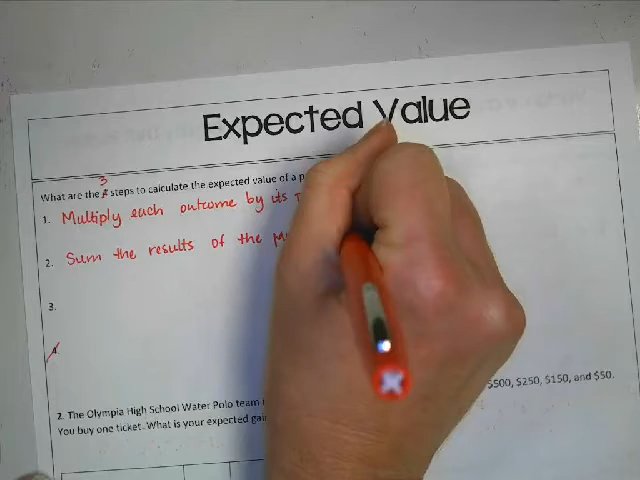 Expected Value
3
What are the steps to calculate the expected value of a
1. Multiply each outcome by its
2. Sum the results of the
3.
4.
2. The Olympia High School Water Polo team $500, $250, $150, and $50.
You buy one ticket. What is your expected